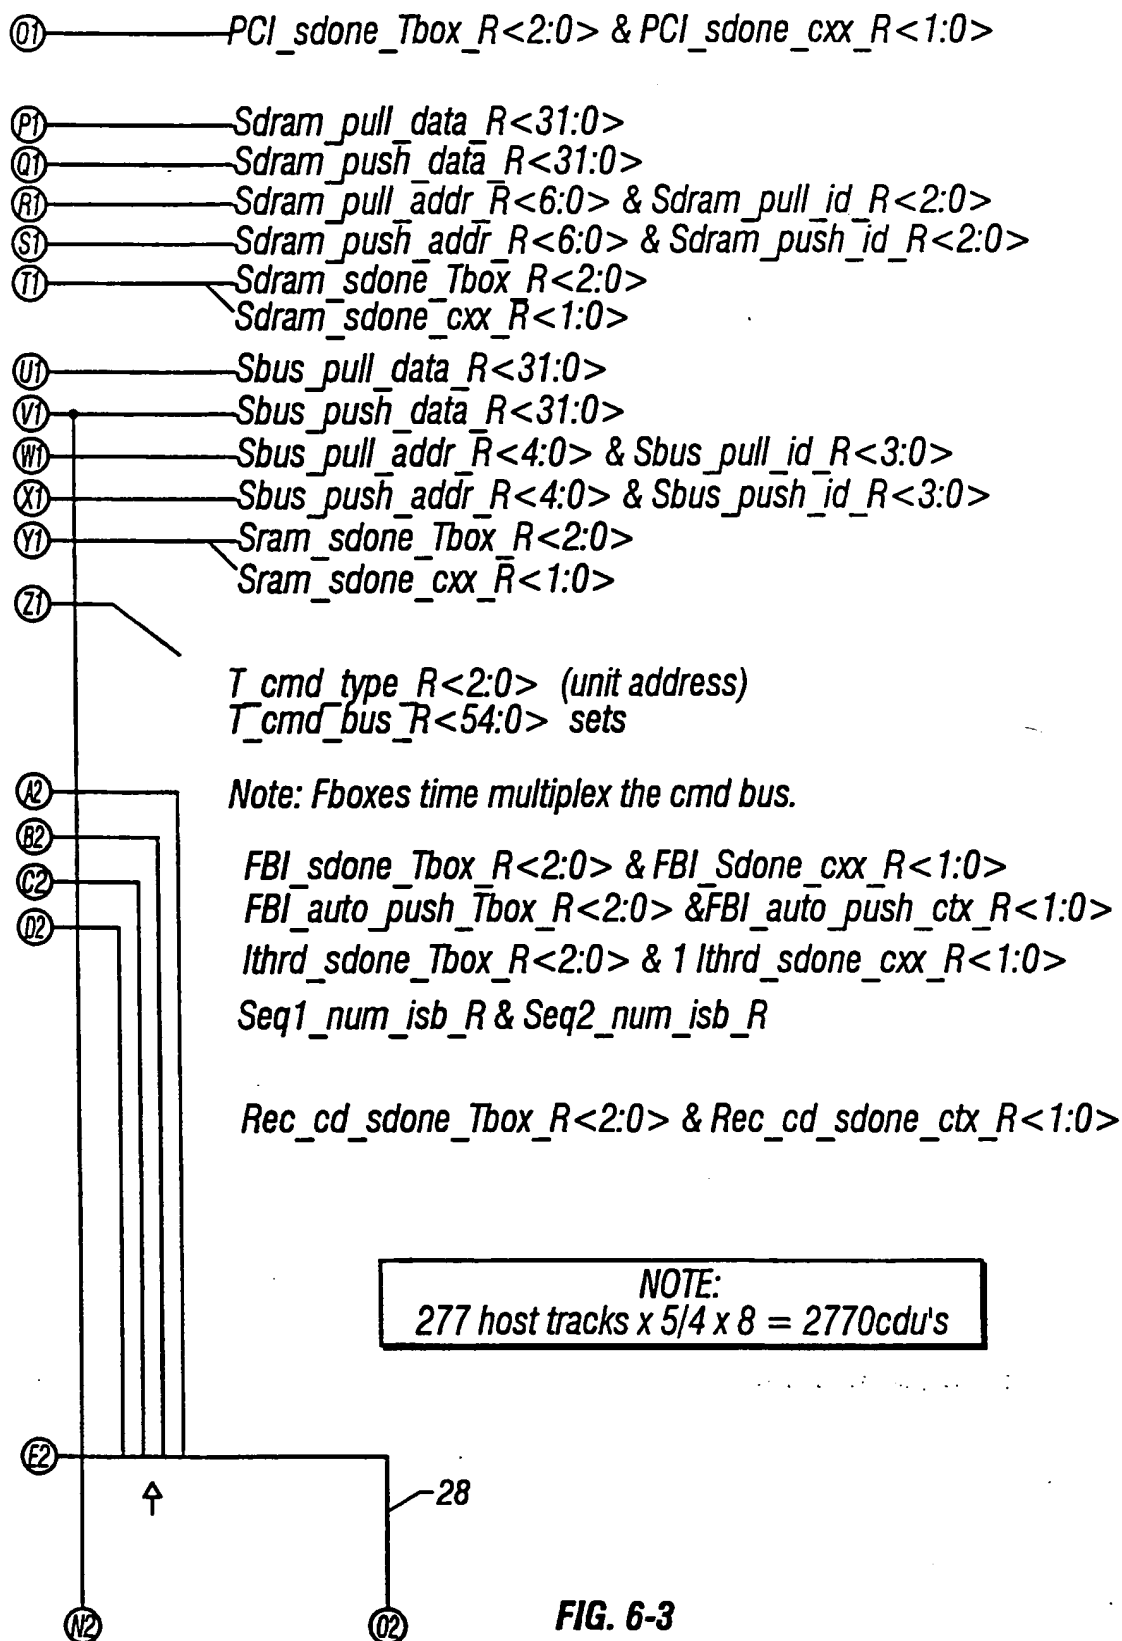 O1 PCI_sdone_Tbox_R<2:0> & PCI_sdone_cxx_R<1:0>
P1 Sdram_pull_data_R<31:0>
Q1 Sdram_push_data_R<31:0>
R1 Sdram_pull_addr_R<6:0> & Sdram_pull_id_R<2:0>
S1 Sdram_push_addr_R<6:0> & Sdram_push_id_R<2:0>
T1 Sdram_sdone_Tbox_R<2:0>
Sdram_sdone_cxx_R<1:0>
U1 Sbus_pull_data_R<31:0>
V1 Sbus_push_data_R<31:0>
W1 Sbus_pull_addr_R<4:0> & Sbus_pull_id_R<3:0>
X1 Sbus_push_addr_R<4:0> & Sbus_push_id_R<3:0>
Y1 Sram_sdone_Tbox_R<2:0>
Sram_sdone_cxx_R<1:0>
Z1
T_cmd_type_R<2:0> (unit address)
T_cmd_bus_R<54:0> sets
A2 Note: Fboxes time multiplex the cmd bus.
B2
FBI_sdone_Tbox_R<2:0> & FBI_Sdone_cxx_R<1:0>
C2
FBI_auto_push_Tbox_R<2:0> &FBI_auto_push_ctx_R<1:0>
D2
Ithrd_sdone_Tbox_R<2:0> & 1 Ithrd_sdone_cxx_R<1:0>
Seq1_num_isb_R & Seq2_num_isb_R
Rec_cd_sdone_Tbox_R<2:0> & Rec_cd_sdone_ctx_R<1:0>
NOTE:
277 host tracks x 5/4 x 8 = 2770cdu's
E2
28
N2 O2
FIG. 6-3